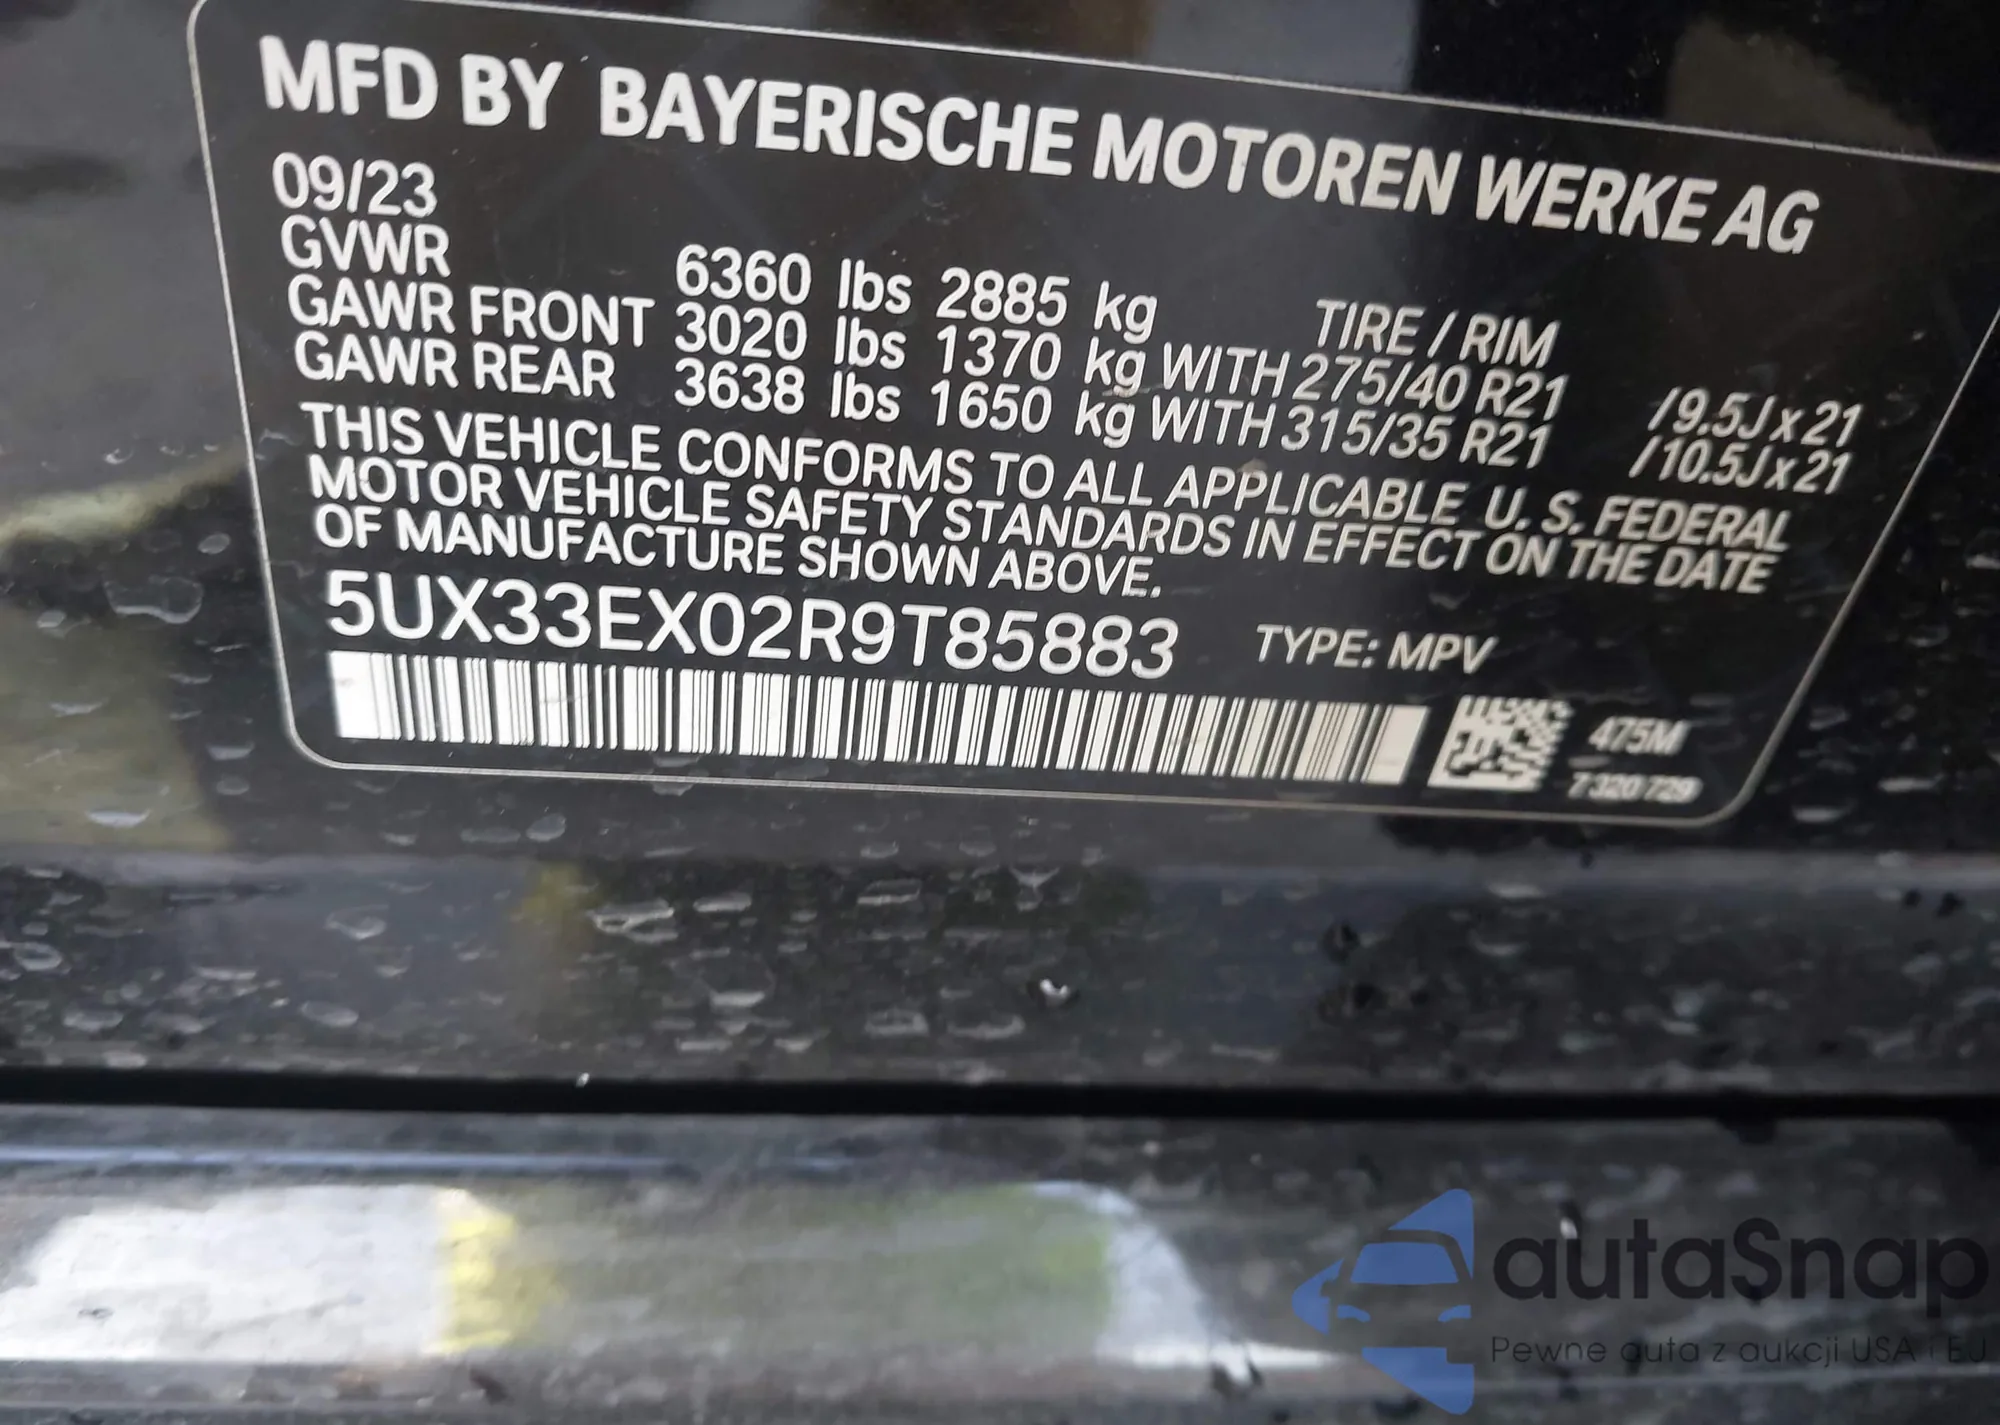 MFD BY BAYERISCHE MOTOREN WERKE AG
09/23
GVWR 6360 lbs 2885 kg TIRE / RIM
GAWR FRONT 3020 lbs 1370 kg WITH 275/40 R21 /9.5J x 21
GAWR REAR 3638 lbs 1650 kg WITH 315/35 R21 /10.5J x 21
THIS VEHICLE CONFORMS TO ALL APPLICABLE U. S. FEDERAL
MOTOR VEHICLE SAFETY STANDARDS IN EFFECT ON THE DATE
OF MANUFACTURE SHOWN ABOVE.
5UX33EX02R9T85883 TYPE: MPV
475M
7 320 729
autaSnap
Pewne auta z aukcji USA i EU